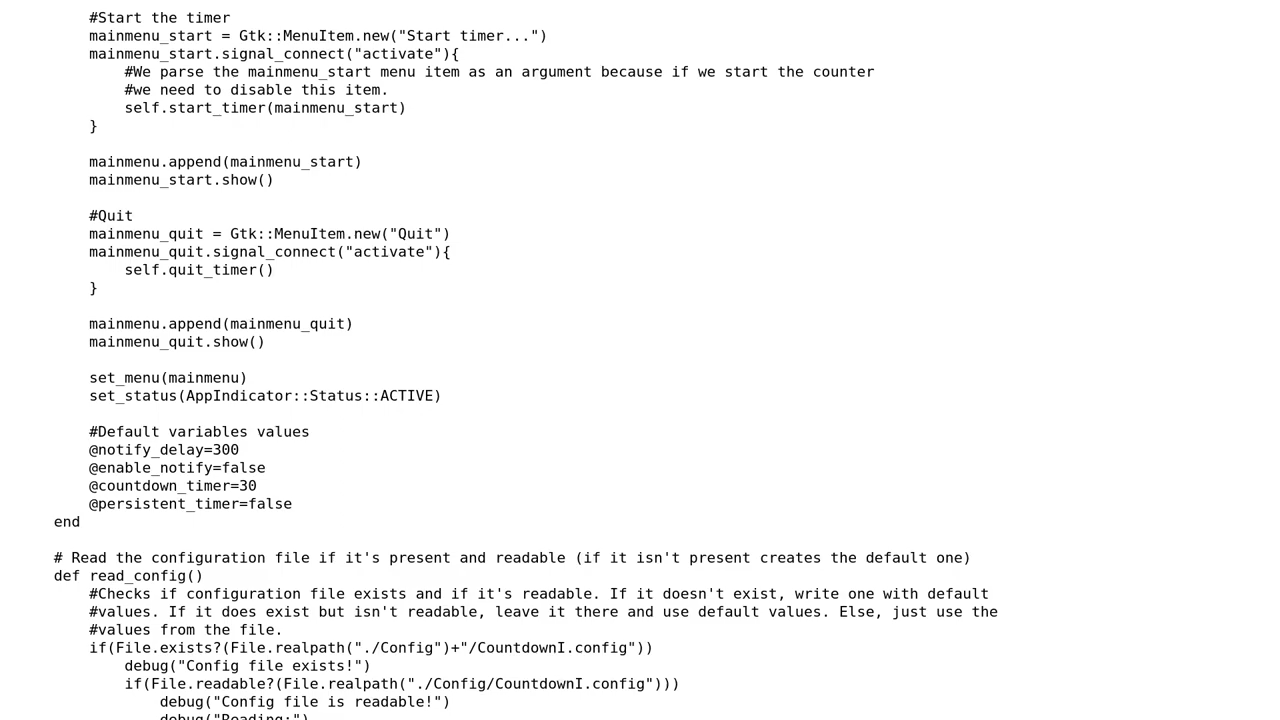 #Start the timer
mainmenu_start = Gtk::MenuItem.new("Start timer...")
mainmenu_start.signal_connect("activate"){
#We parse the mainmenu_start menu item as an argument because if we start the counter
#we need to disable this item.
self.start_timer(mainmenu_start)
}
mainmenu.append(mainmenu_start)
mainmenu_start.show()
#Quit
mainmenu_quit = Gtk::MenuItem.new("Quit")
mainmenu_quit.signal_connect("activate"){
self.quit_timer()
}
mainmenu.append(mainmenu_quit)
mainmenu_quit.show()
set_menu(mainmenu)
set_status(AppIndicator::Status::ACTIVE)
#Default variables values
@notify_delay=300
@enable_notify=false
@countdown_timer=30
@persistent_timer=false
end
# Read the configuration file if it's present and readable (if it isn't present creates the default one)
def read_config()
#Checks if configuration file exists and if it's readable. If it doesn't exist, write one with default
#values. If it does exist but isn't readable, leave it there and use default values. Else, just use the
#values from the file.
if(File.exists?(File.realpath("./Config")+"/CountdownI.config"))
debug("Config file exists!")
if(File.readable?(File.realpath("./Config/CountdownI.config")))
debug("Config file is readable!")
debug("Reading:")